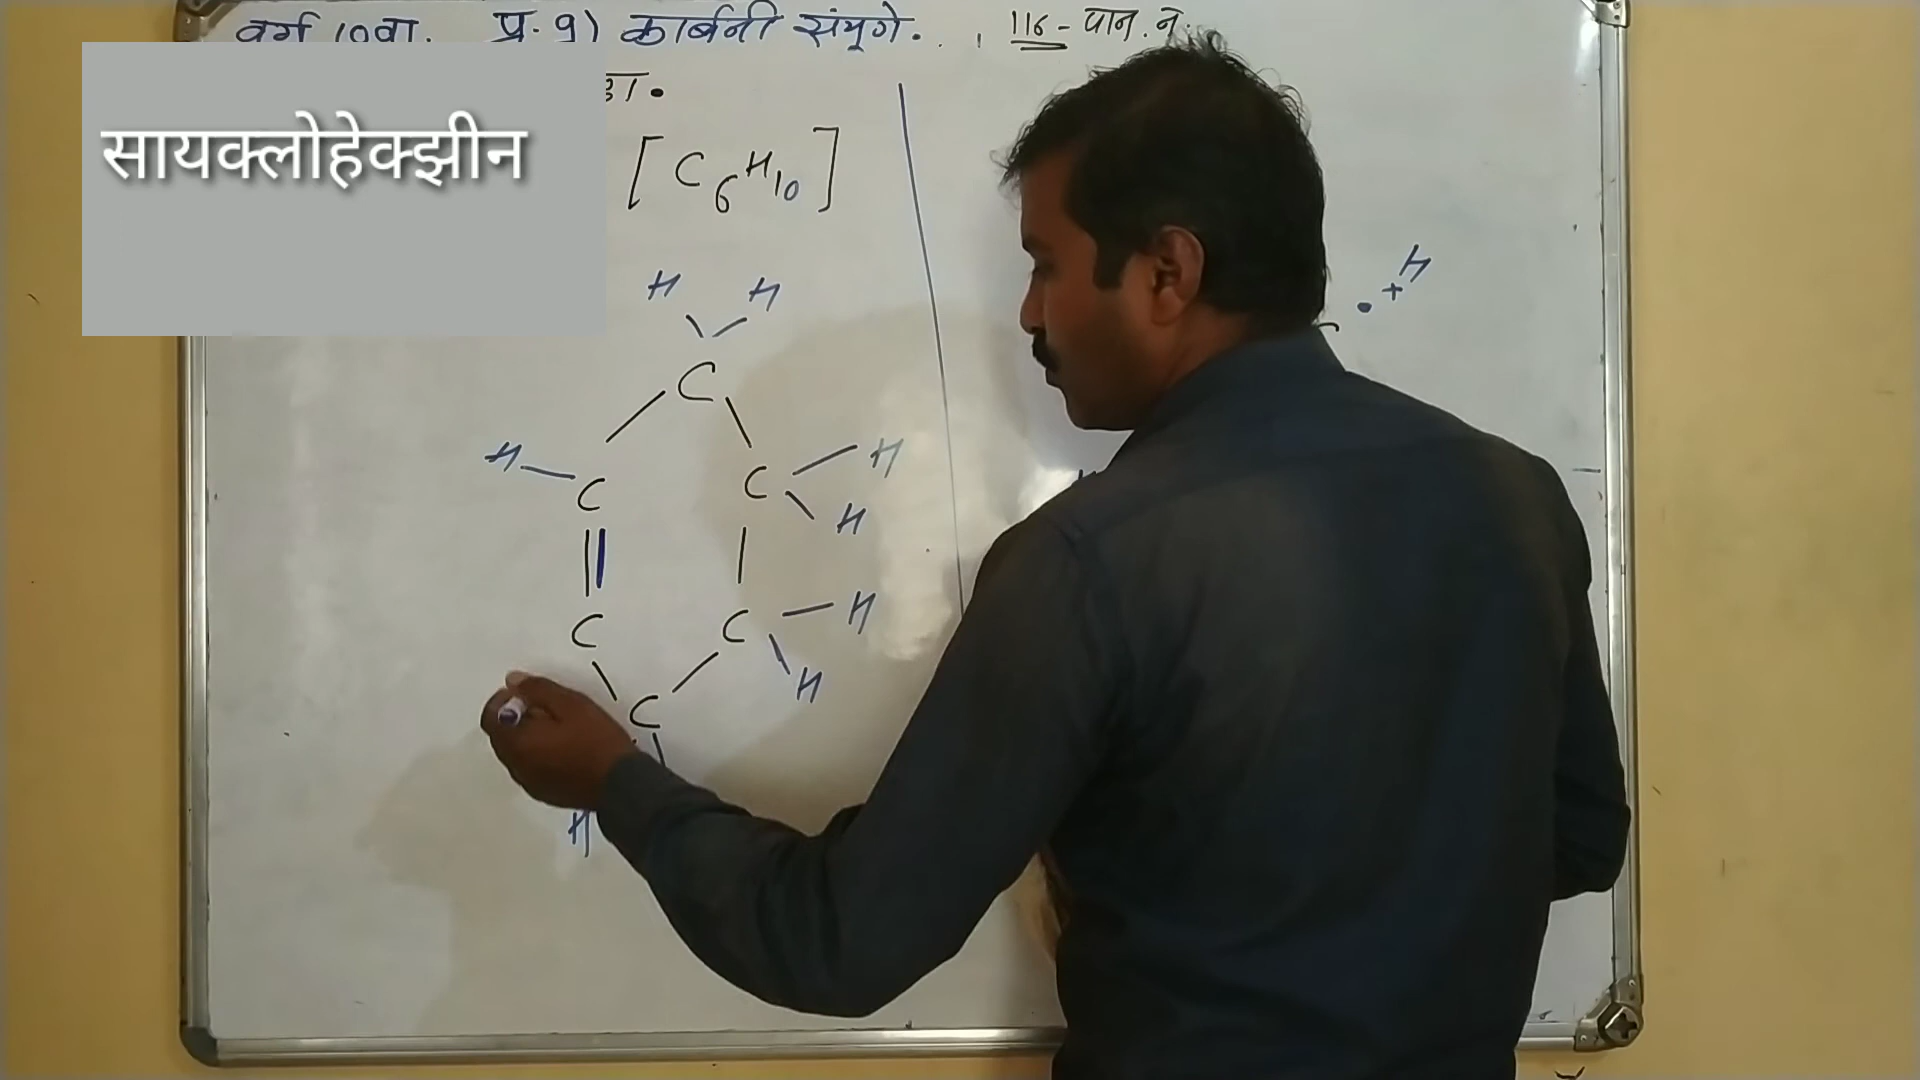 वर्ग 10वा. प्र. 9) कार्बनी संयुगे. 116 - पान. न.
सायक्लोहेक्झीन
[C6H10]
H H
H
C
H C C H
H
C C H
H
C
H